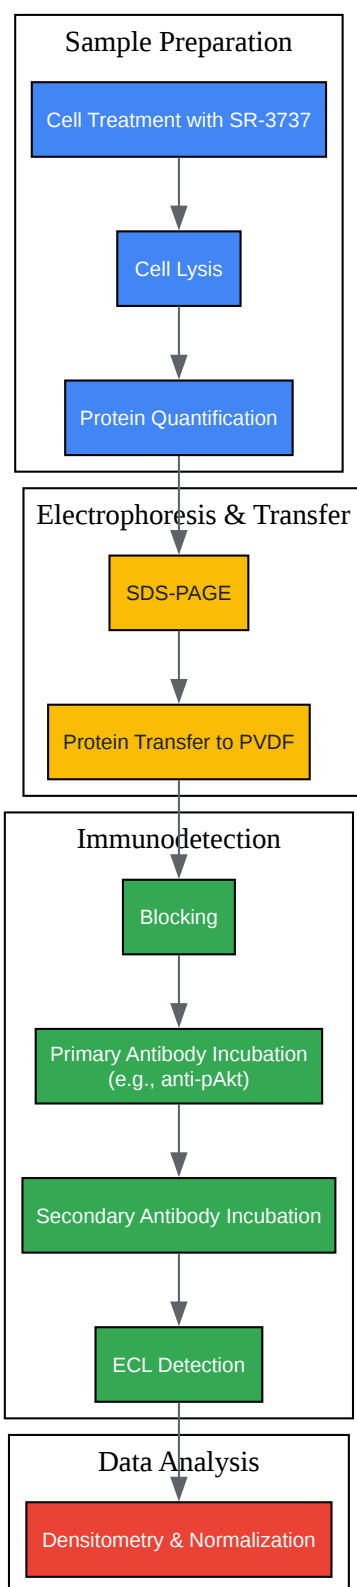 Sample Preparation
Cell Treatment with SR-3737
Cell Lysis
Protein Quantification
Electrophoresis & Transfer
SDS-PAGE
Protein Transfer to PVDF
Immunodetection
Blocking
Primary Antibody Incubation
(e.g., anti-pAkt)
Secondary Antibody Incubation
ECL Detection
Data Analysis
Densitometry & Normalization